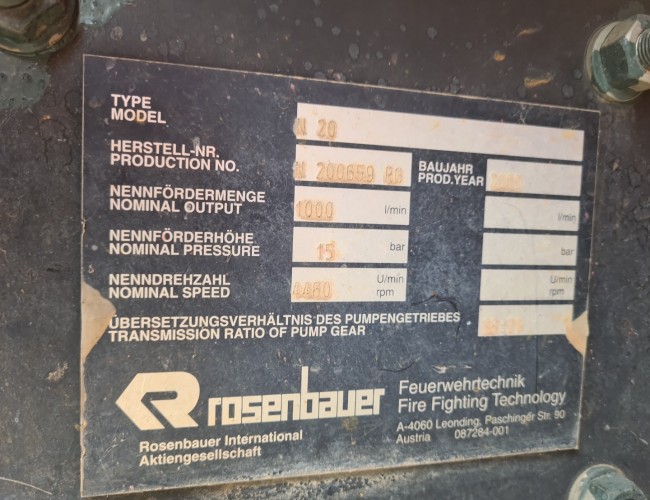 TYPE
MODEL
N 20
HERSTELL-NR.
PRODUCTION NO.
N 200659
BAUJAHR
PROD.YEAR
NENNFÖRDERMENGE
NOMINAL OUTPUT
1000 l/min
l/min
NENNFÖRDERHÖHE
NOMINAL PRESSURE
15 bar
bar
NENNDREHZAHL
NOMINAL SPEED
U/min
rpm
U/min
rpm
ÜBERSETZUNGSVERHÄLTNIS DES PUMPENGETRIEBES
TRANSMISSION RATIO OF PUMP GEAR
rosenbauer
Rosenbauer International
Aktiengesellschaft
Feuerwehrtechnik
Fire Fighting Technology
A-4060 Leonding, Paschinger Str. 90
Austria 087284-001